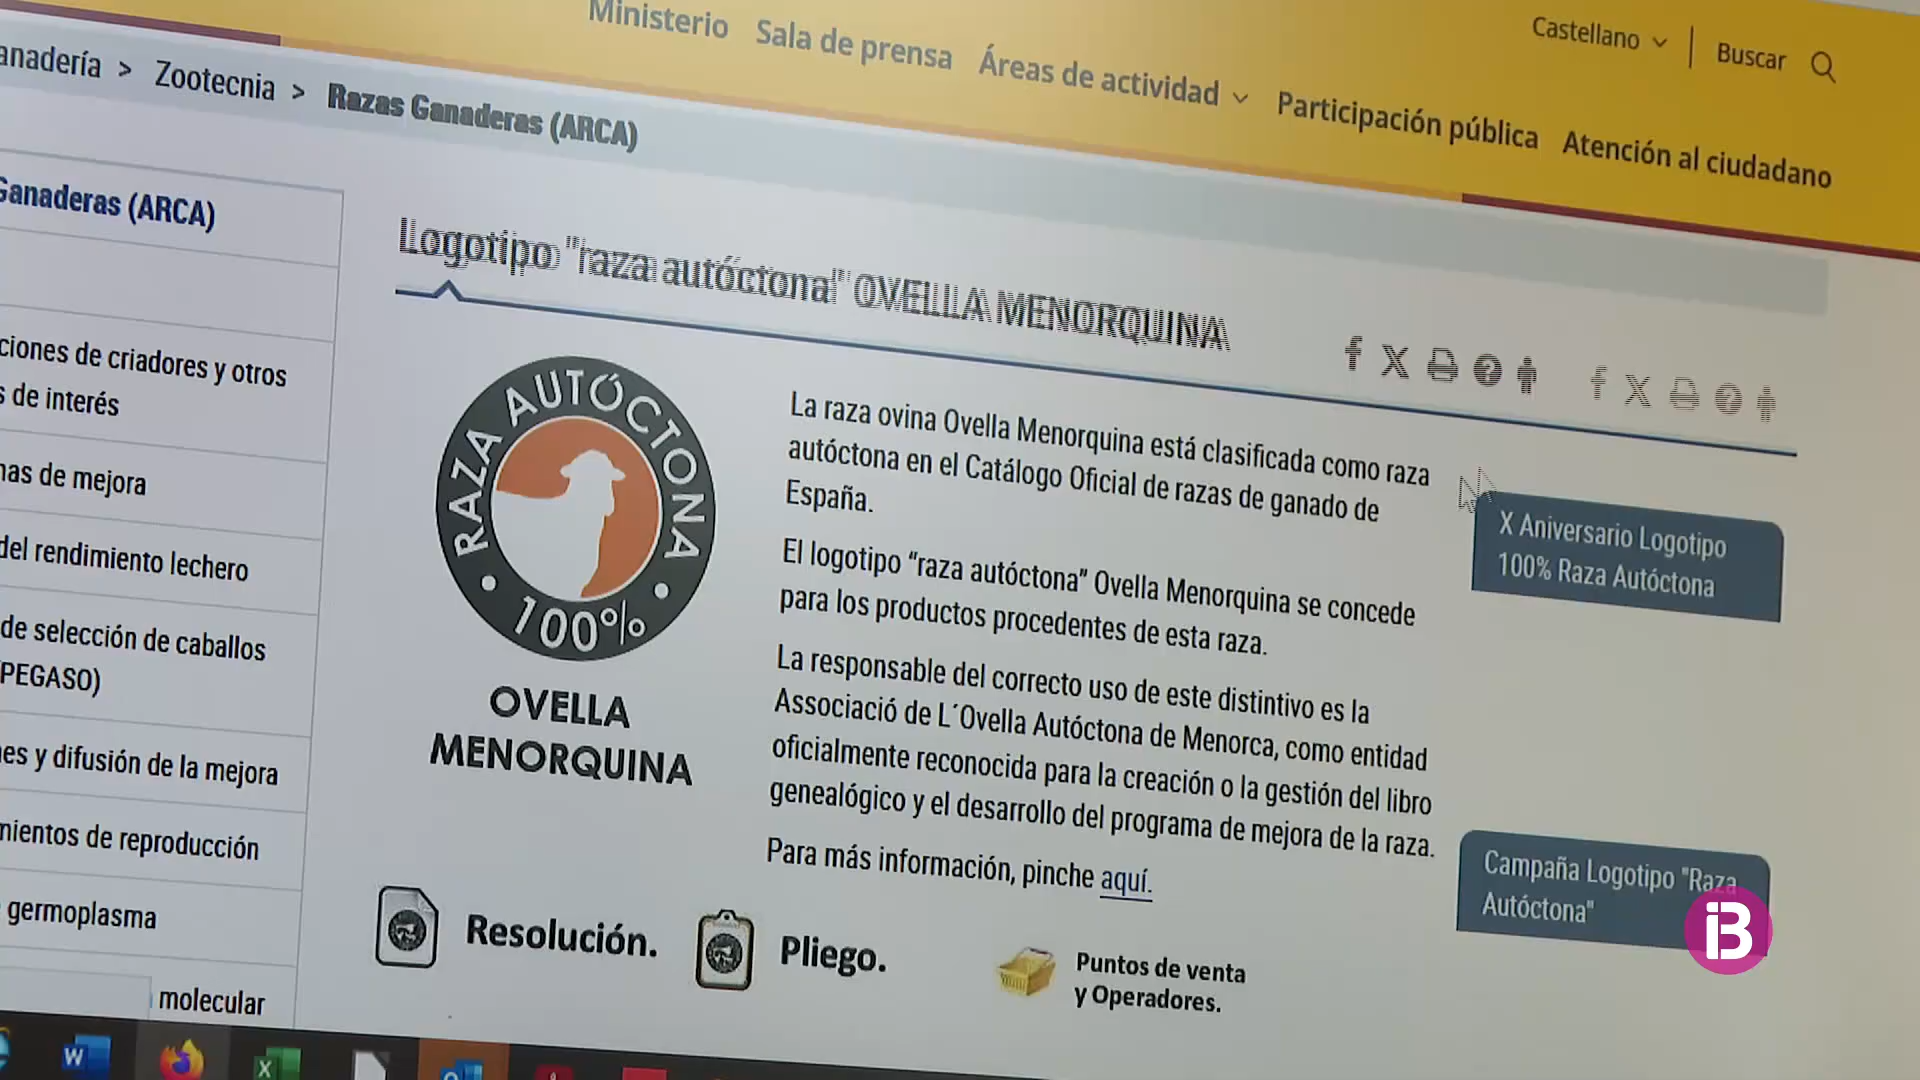 Ministerio
Sala de prensa
Áreas de actividad
Participación pública
Atención al ciudadano
Castellano
Buscar
> Zootecnia > Razas Ganaderas (ARCA)
Ganaderas (ARCA)
de criadores y otros
de interés
de mejora
del rendimiento lechero
de selección de caballos
PEGASO)
y difusión de la mejora
de reproducción
germoplasma
molecular
Logotipo "raza autóctona" OVELLA MENORQUINA
RAZA AUTÓCTONA
• 100% •
OVELLA
MENORQUINA
La raza ovina Ovella Menorquina está clasificada como raza
autóctona en el Catálogo Oficial de razas de ganado de
España.
El logotipo “raza autóctona” Ovella Menorquina se concede
para los productos procedentes de esta raza.
La responsable del correcto uso de este distintivo es la
Associació de L´Ovella Autóctona de Menorca, como entidad
oficialmente reconocida para la creación o la gestión del libro
genealógico y el desarrollo del programa de mejora de la raza.
Para más información, pinche aquí.
Resolución.
Pliego.
Puntos de venta
y Operadores.
X Aniversario Logotipo
100% Raza Autóctona
Campaña Logotipo "Raza
Autóctona"
IB